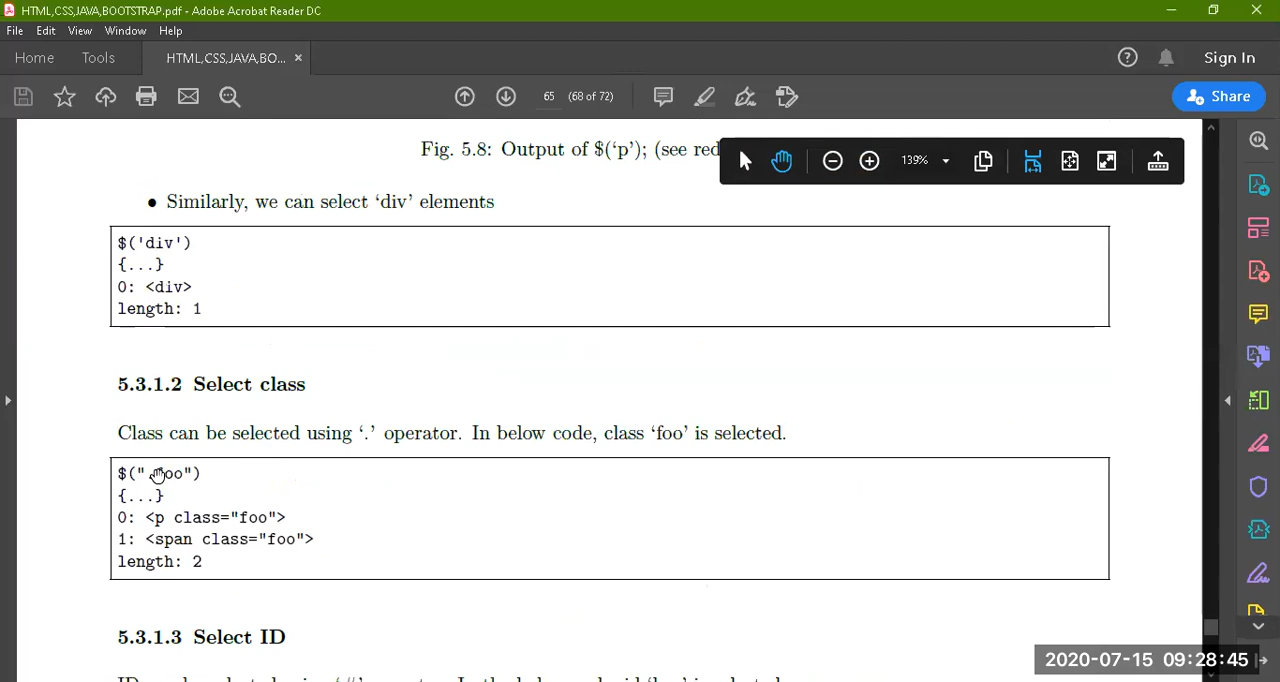 HTML,CSS,JAVA,BOOTSTRAP.pdf - Adobe Acrobat Reader DC
File Edit View Window Help
Home Tools HTML,CSS,JAVA,BO... × Sign In
65 (68 of 72) Share
139%
Fig. 5.8: Output of $(‘p’); (see red
• Similarly, we can select ‘div’ elements
$('div')
{...}
0: <div>
length: 1
5.3.1.2 Select class
Class can be selected using ‘.’ operator. In below code, class ‘foo’ is selected.
$(" oo")
{...}
0: <p class="foo">
1: <span class="foo">
length: 2
5.3.1.3 Select ID
2020-07-15 09:28:45